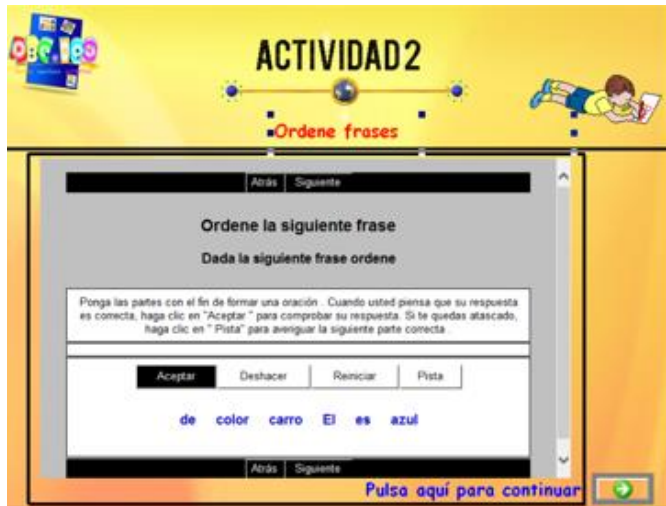 ACTIVIDAD 2
Ordene frases
Atrás Siguiente
Ordene la siguiente frase
Dada la siguiente frase ordene
Ponga las partes con el fin de formar una oración . Cuando usted piensa que su respuesta
es correcta, haga clic en "Aceptar " para comprobar su respuesta. Si te quedas atascado,
haga clic en " Pista" para averiguar la siguiente parte correcta .
Aceptar Deshacer Reiniciar Pista
de color carro El es azul
Atrás Siguiente
Pulsa aquí para continuar